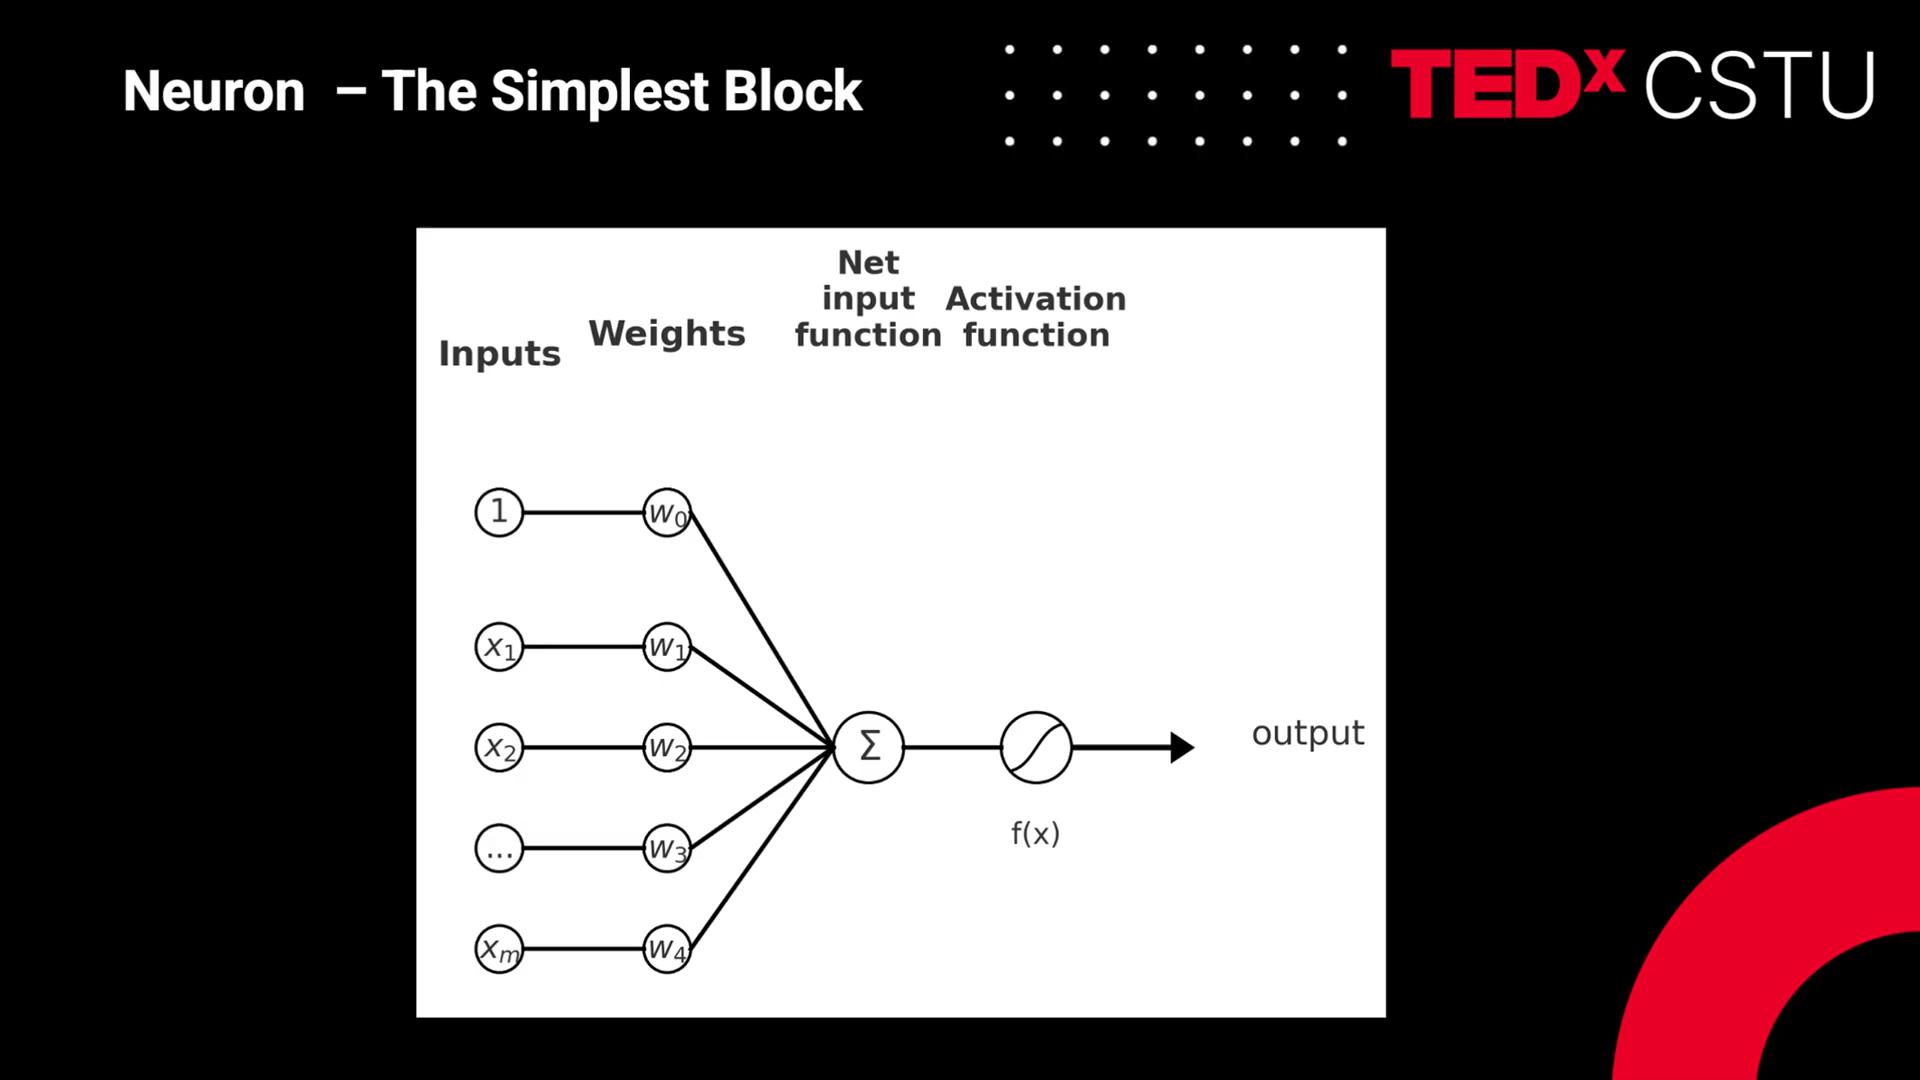 Neuron – The Simplest Block
TEDx CSTU
Inputs
Weights
Net
input
function
Activation
function
1
w₀
x₁
w₁
x₂
w₂
Σ
output
...
w₃
f(x)
xₘ
w₄